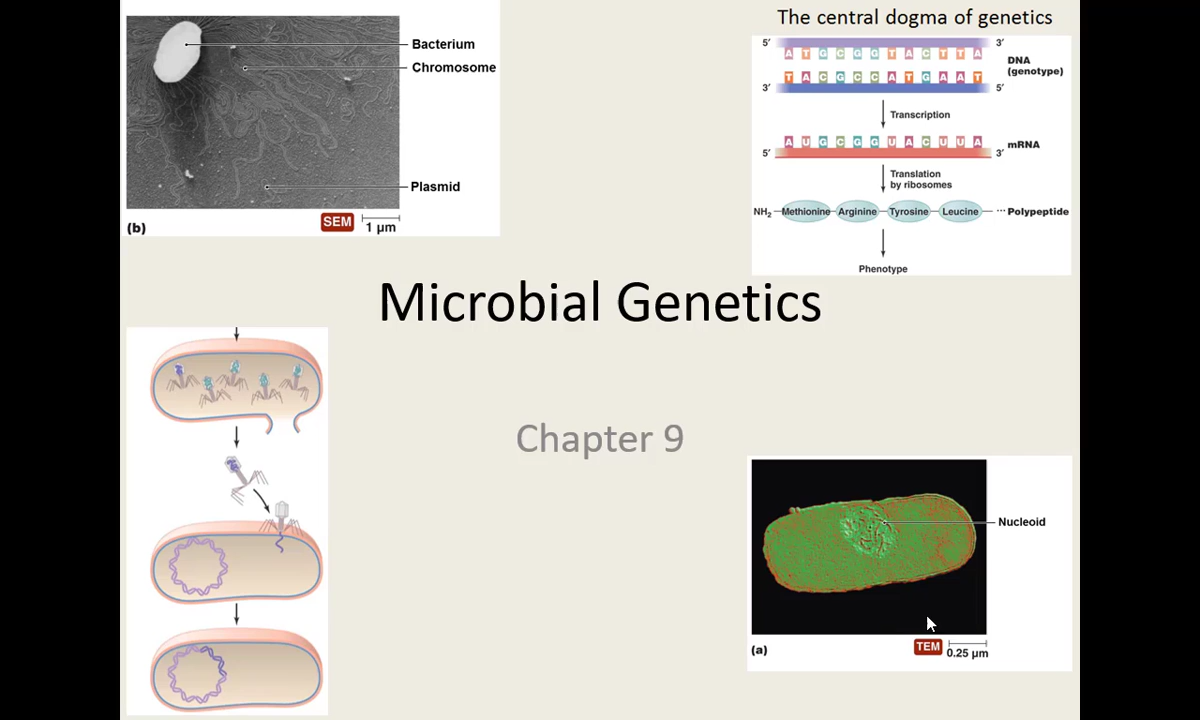 Bacterium
Chromosome
Plasmid
SEM
1 µm
(b)
The central dogma of genetics
5′ 3′
A T G C G G T A C T T A
DNA
(genotype)
T A C G C C A T G A A T
3′ 5′
Transcription
A U G C G G U A C U U A
mRNA
5′ 3′
Translation
by ribosomes
NH2 Methionine Arginine Tyrosine Leucine ··· Polypeptide
Phenotype
Microbial Genetics
Chapter 9
Nucleoid
TEM
0.25 µm
(a)